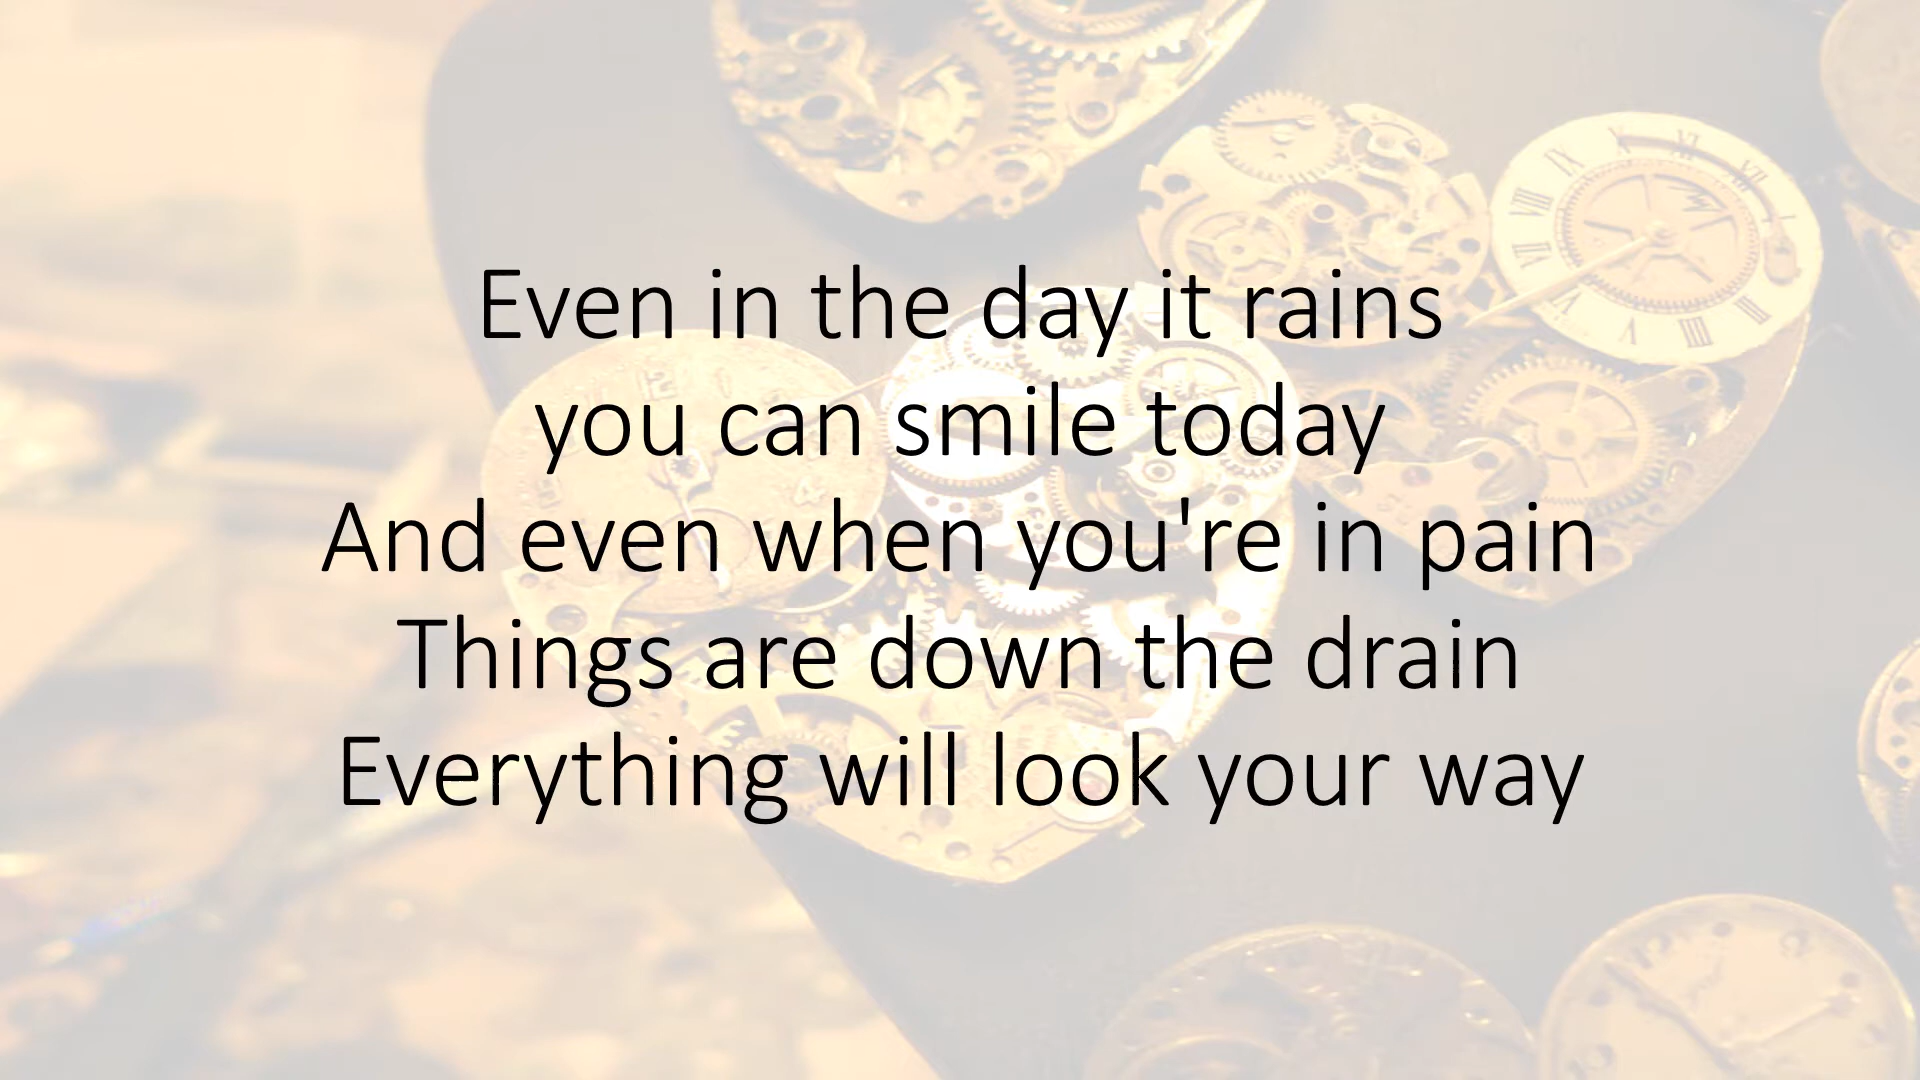 Even in the day it rains
you can smile today
And even when you're in pain
Things are down the drain
Everything will look your way